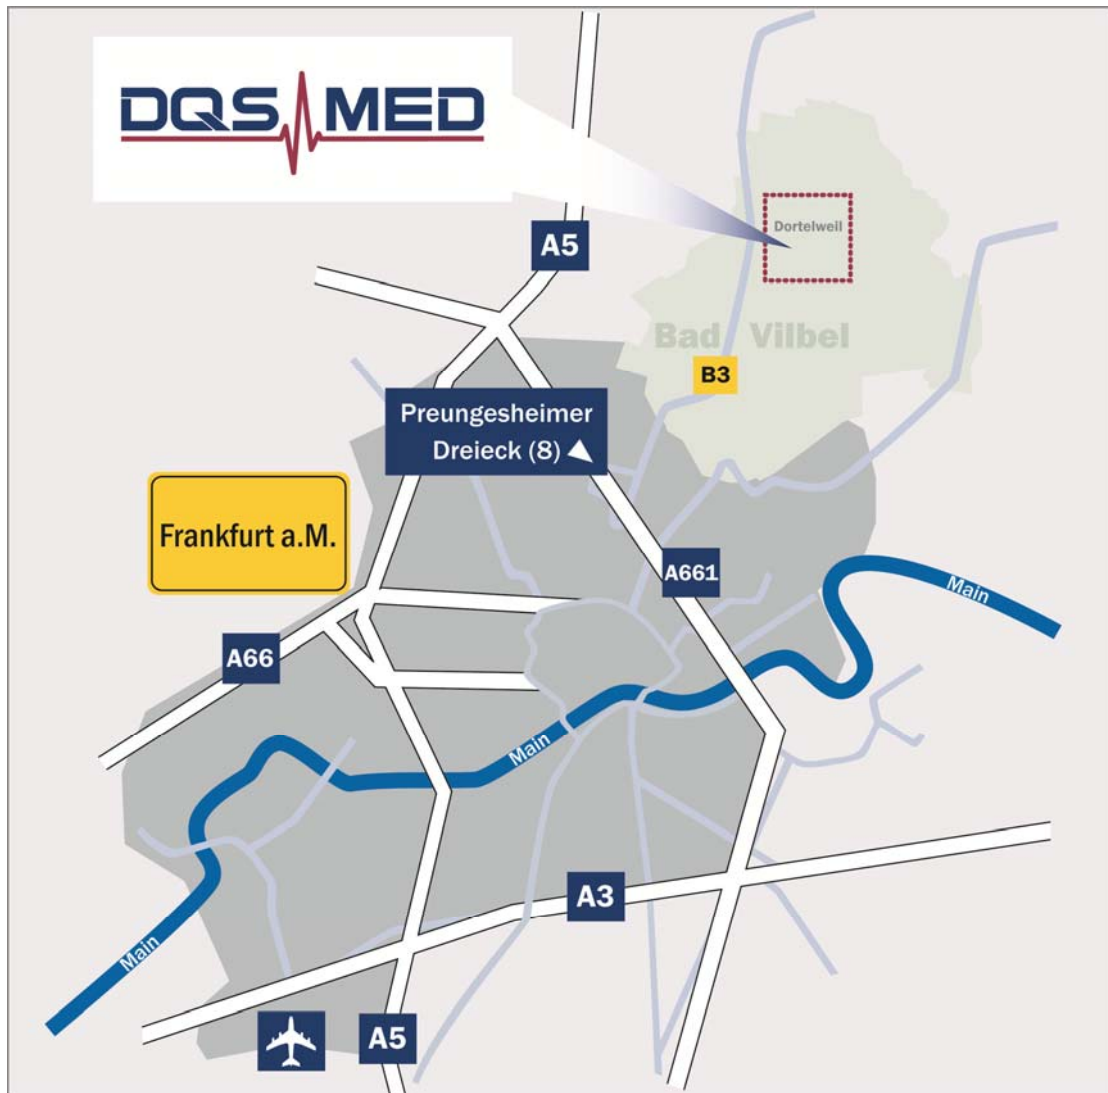 DQS MED
A5
Dortelweil
Bad Vilbel
B3
Preungesheimer
Dreieck (8)
Frankfurt a.M.
A661
Main
A66
Main
A3
Main
A5